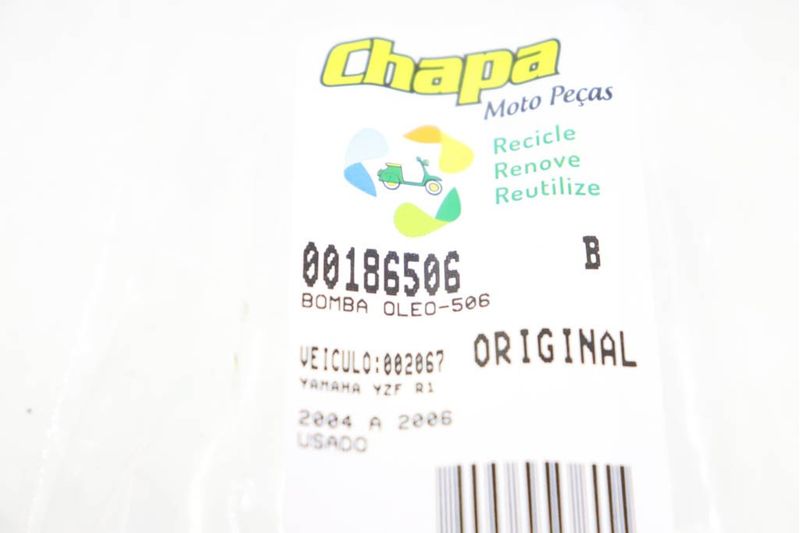 Chapa
Moto Peças
Recicle
Renove
Reutilize
00186506 B
BOMBA OLEO-506
VEICULO:002067 ORIGINAL
YAMAHA YZF R1
2004 A 2006
USADO